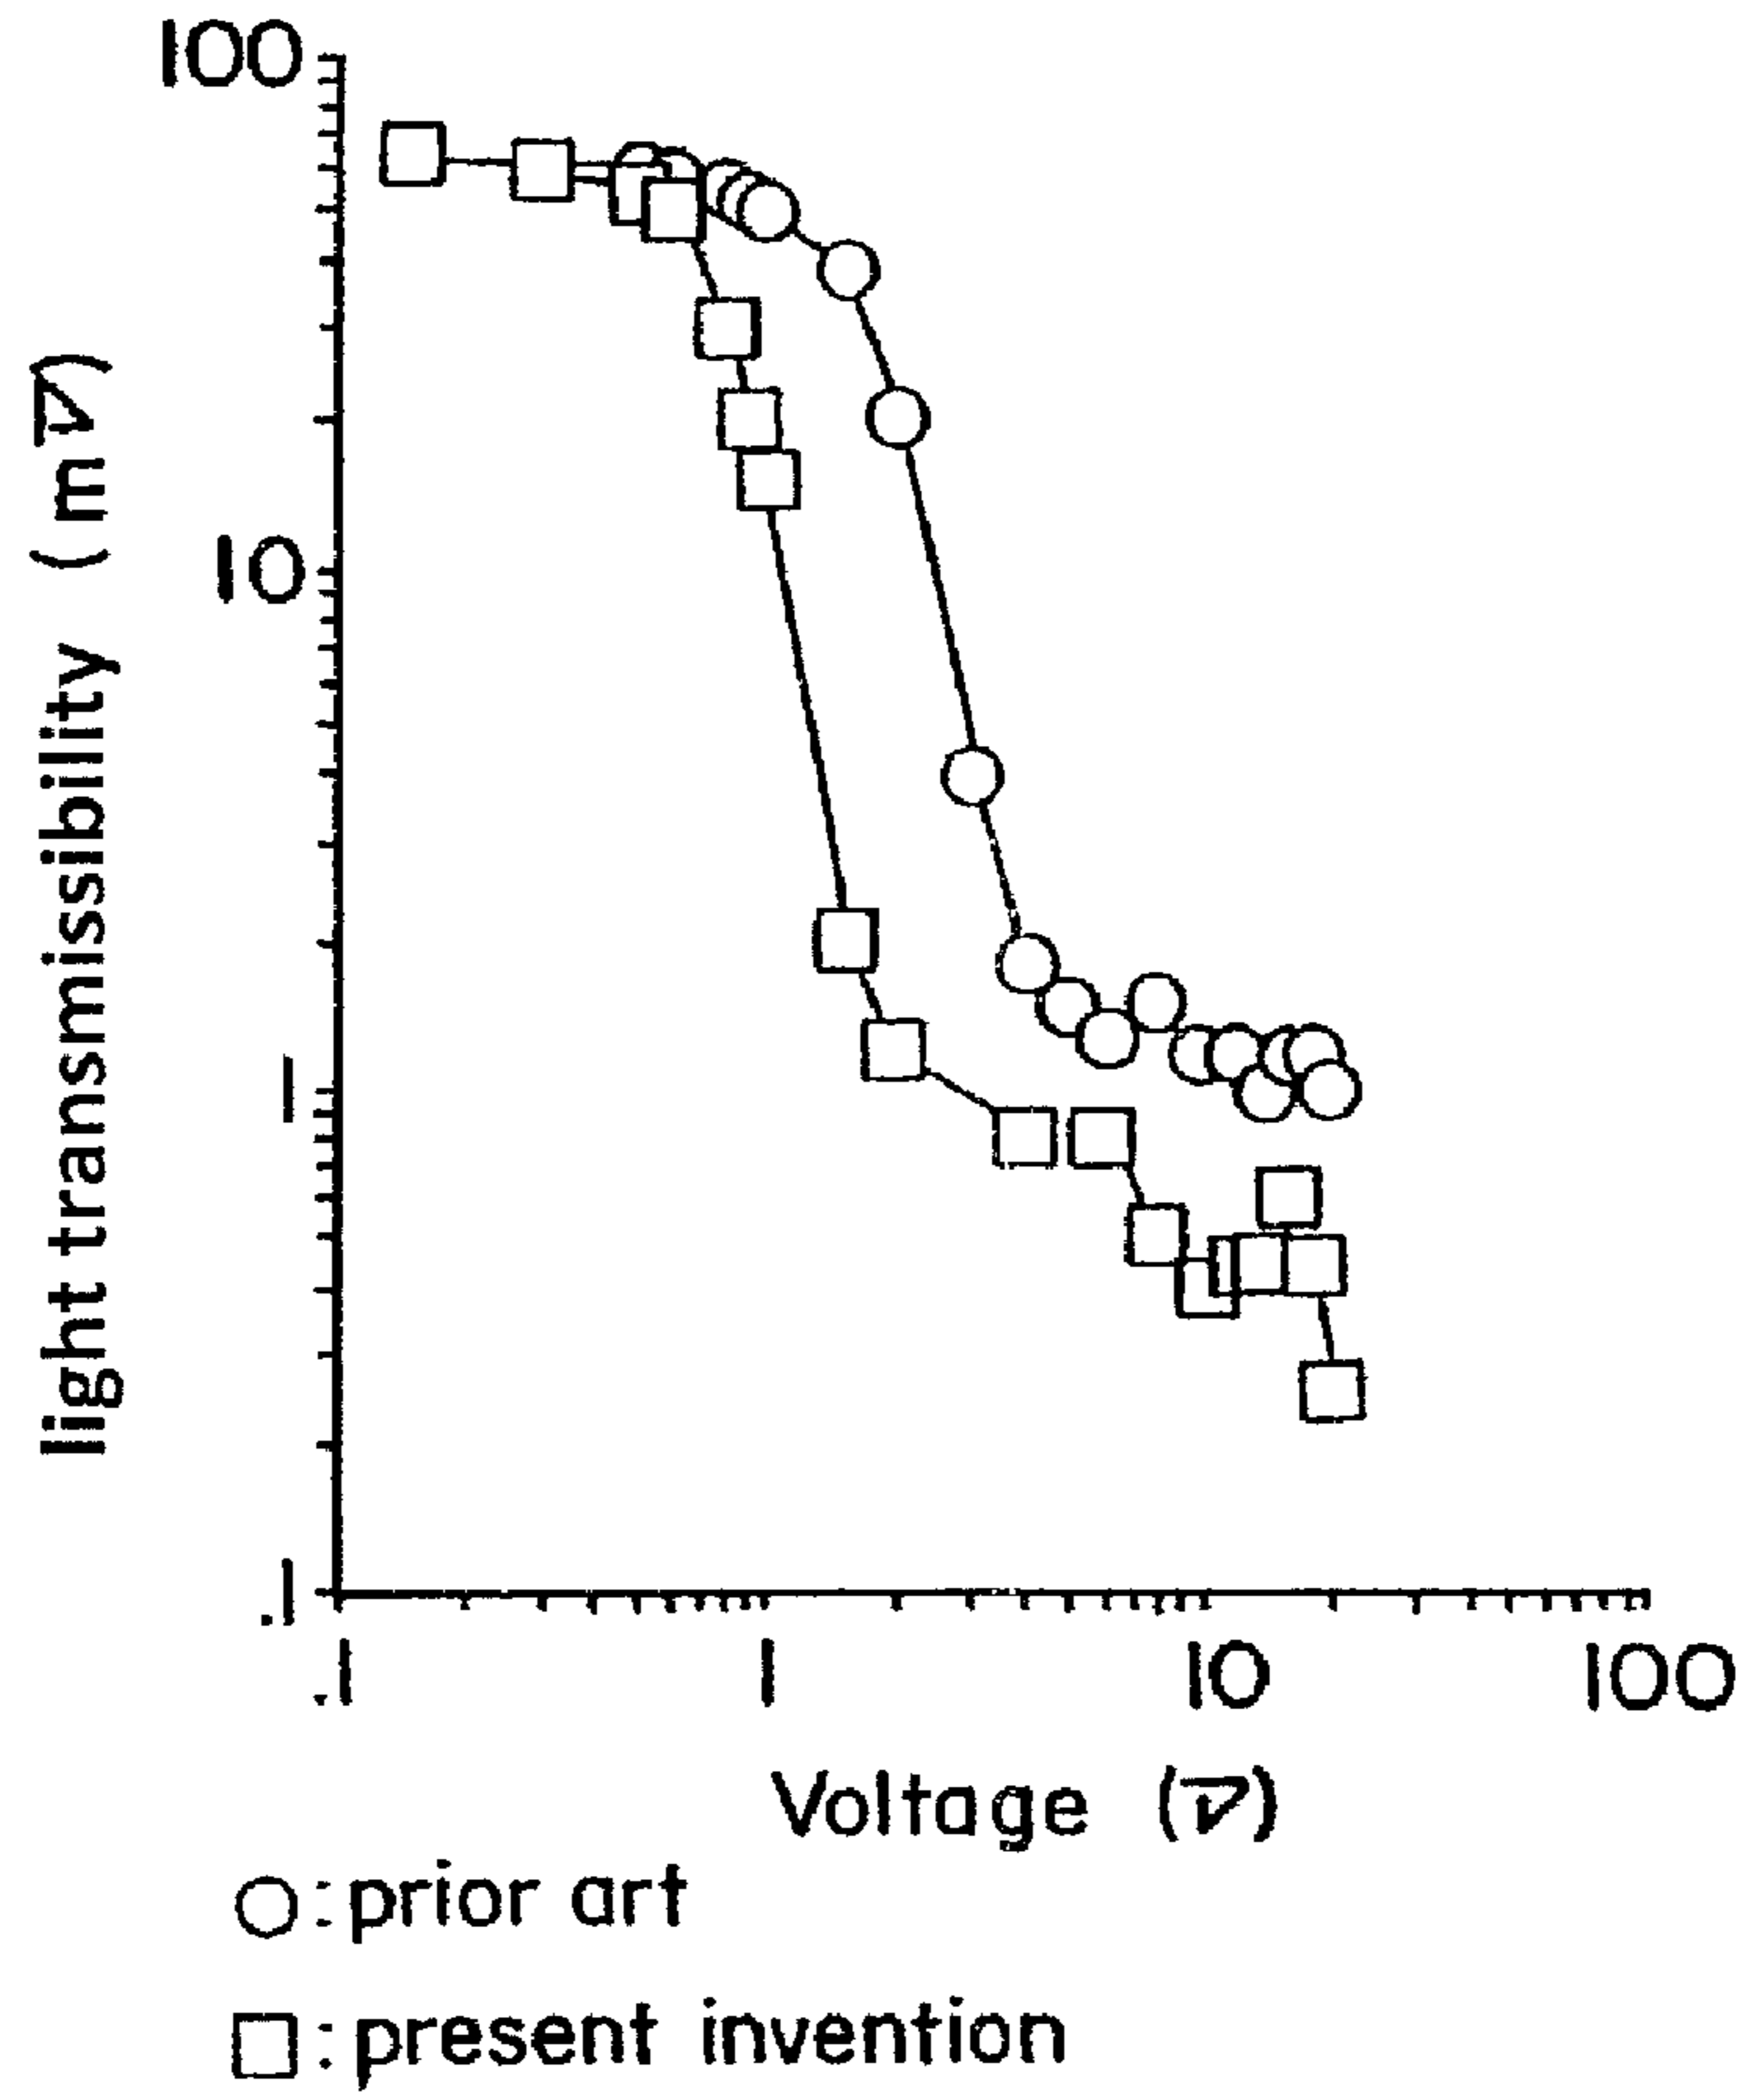 100
10
1
.1
light transmissibility (mV)
.1 1 10 100
Voltage (V)
○: prior art
□: present invention